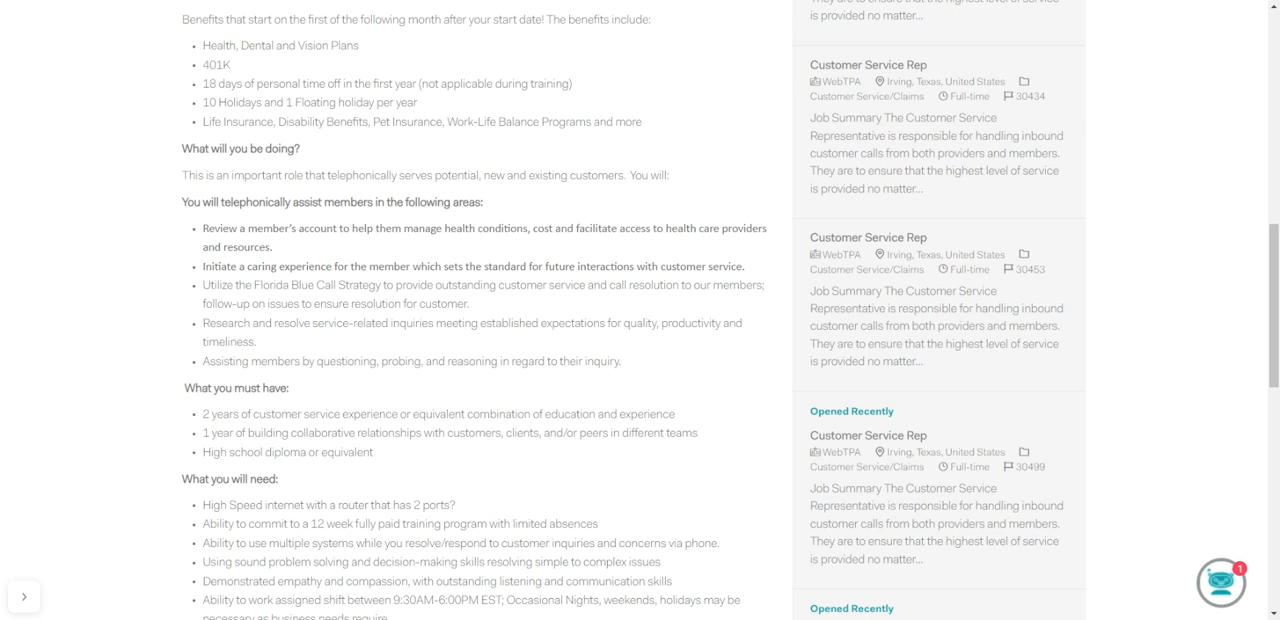 Benefits that start on the first of the following month after your start date! The benefits include:
Health, Dental and Vision Plans
401K
18 days of personal time off in the first year (not applicable during training)
10 Holidays and 1 Floating holiday per year
Life Insurance, Disability Benefits, Pet Insurance, Work-Life Balance Programs and more
What will you be doing?
This is an important role that telephonically serves potential, new and existing customers. You will:
You will telephonically assist members in the following areas:
Review a member's account to help them manage health conditions, cost and facilitate access to health care providers
and resources.
Initiate a caring experience for the member which sets the standard for future interactions with customer service.
Utilize the Florida Blue Call Strategy to provide outstanding customer service and call resolution to our members;
follow-up on issues to ensure resolution for customer.
Research and resolve service-related inquiries meeting established expectations for quality, productivity and
timeliness.
Assisting members by questioning, probing, and reasoning in regard to their inquiry.
What you must have:
2 years of customer service experience or equivalent combination of education and experience
1 year of building collaborative relationships with customers, clients, and/or peers in different teams
High school diploma or equivalent
What you will need:
High Speed internet with a router that has 2 ports?
Ability to commit to a 12 week fully paid training program with limited absences
Ability to use multiple systems while you resolve/respond to customer inquiries and concerns via phone.
Using sound problem solving and decision-making skills resolving simple to complex issues
Demonstrated empathy and compassion, with outstanding listening and communication skills
Ability to work assigned shift between 9:30AM-6:00PM EST; Occasional Nights, weekends, holidays may be
necessary as business needs require
They are to ensure that the highest level of service
is provided no matter...
Customer Service Rep
WebTPA Irving, Texas, United States
Customer Service/Claims Full-time 30434
Job Summary The Customer Service
Representative is responsible for handling inbound
customer calls from both providers and members.
They are to ensure that the highest level of service
is provided no matter...
Customer Service Rep
WebTPA Irving, Texas, United States
Customer Service/Claims Full-time 30453
Job Summary The Customer Service
Representative is responsible for handling inbound
customer calls from both providers and members.
They are to ensure that the highest level of service
is provided no matter...
Opened Recently
Customer Service Rep
WebTPA Irving, Texas, United States
Customer Service/Claims Full-time 30499
Job Summary The Customer Service
Representative is responsible for handling inbound
customer calls from both providers and members.
They are to ensure that the highest level of service
is provided no matter...
Opened Recently
1